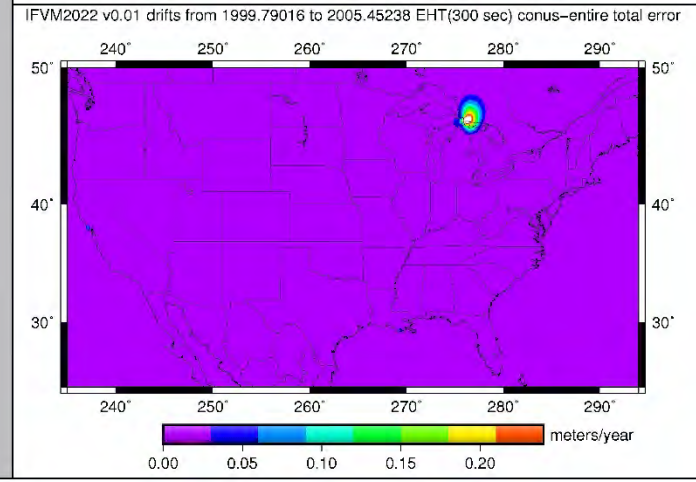 IFVM2022 v0.01 drifts from 1999.79016 to 2005.45238 EHT(300 sec) conus−entire total error
240˚ 250˚ 260˚ 270˚ 280˚ 290˚
50˚ 50˚
40˚ 40˚
30˚ 30˚
240˚ 250˚ 260˚ 270˚ 280˚ 290˚
meters/year
0.00 0.05 0.10 0.15 0.20